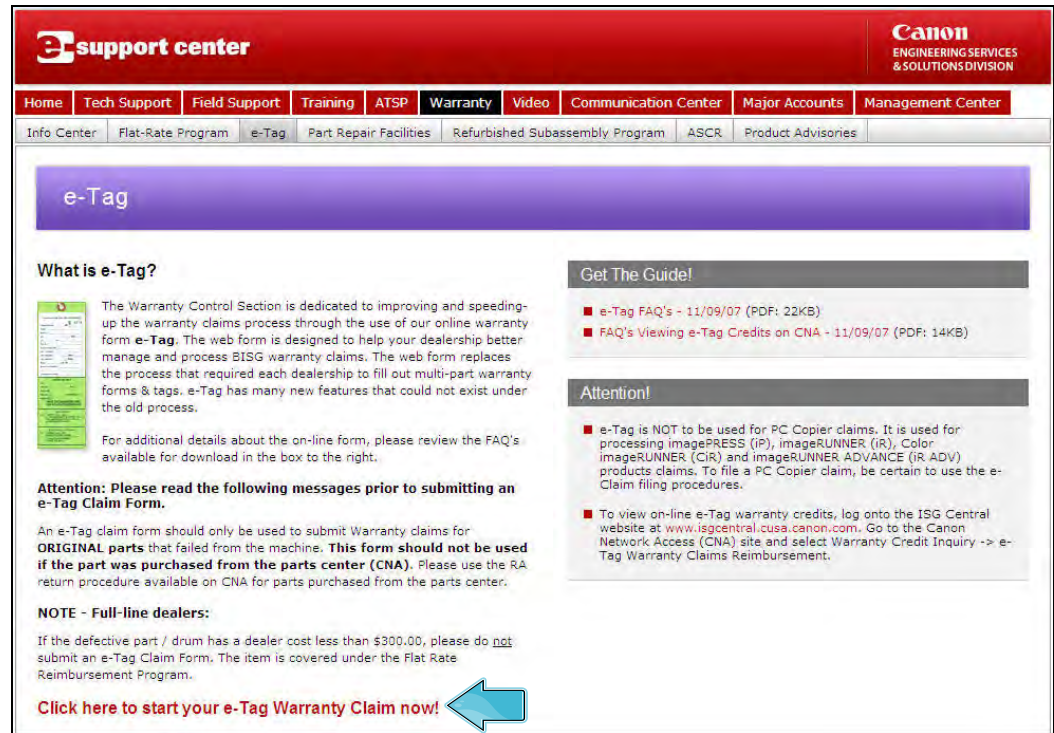 e-support center
Canon
ENGINEERING SERVICES
& SOLUTIONS DIVISION
Home Tech Support Field Support Training ATSP Warranty Video Communication Center Major Accounts Management Center
Info Center Flat-Rate Program e-Tag Part Repair Facilities Refurbished Subassembly Program ASCR Product Advisories
e-Tag
What is e-Tag?
The Warranty Control Section is dedicated to improving and speeding-
up the warranty claims process through the use of our online warranty
form e-Tag. The web form is designed to help your dealership better
manage and process BISG warranty claims. The web form replaces
the process that required each dealership to fill out multi-part warranty
forms & tags. e-Tag has many new features that could not exist under
the old process.
For additional details about the on-line form, please review the FAQ's
available for download in the box to the right.
Attention: Please read the following messages prior to submitting an
e-Tag Claim Form.
An e-Tag claim form should only be used to submit Warranty claims for
ORIGINAL parts that failed from the machine. This form should not be used
if the part was purchased from the parts center (CNA). Please use the RA
return procedure available on CNA for parts purchased from the parts center.
NOTE - Full-line dealers:
If the defective part / drum has a dealer cost less than $300.00, please do not
submit an e-Tag Claim Form. The item is covered under the Flat Rate
Reimbursement Program.
Click here to start your e-Tag Warranty Claim now!
Get The Guide!
e-Tag FAQ's - 11/09/07 (PDF: 22KB)
FAQ's Viewing e-Tag Credits on CNA - 11/09/07 (PDF: 14KB)
Attention!
e-Tag is NOT to be used for PC Copier claims. It is used for
processing imagePRESS (iP), imageRUNNER (iR), Color
imageRUNNER (CiR) and imageRUNNER ADVANCE (iR ADV)
products claims. To file a PC Copier claim, be certain to use the e-
Claim filing procedures.
To view on-line e-Tag warranty credits, log
onto the ISG Central
website at www.isgcentral.cusa.canon.com. Go to the Canon
Network Access (CNA) site and select Warranty Credit Inquiry -> e-
Tag Warranty Claims Reimbursement.